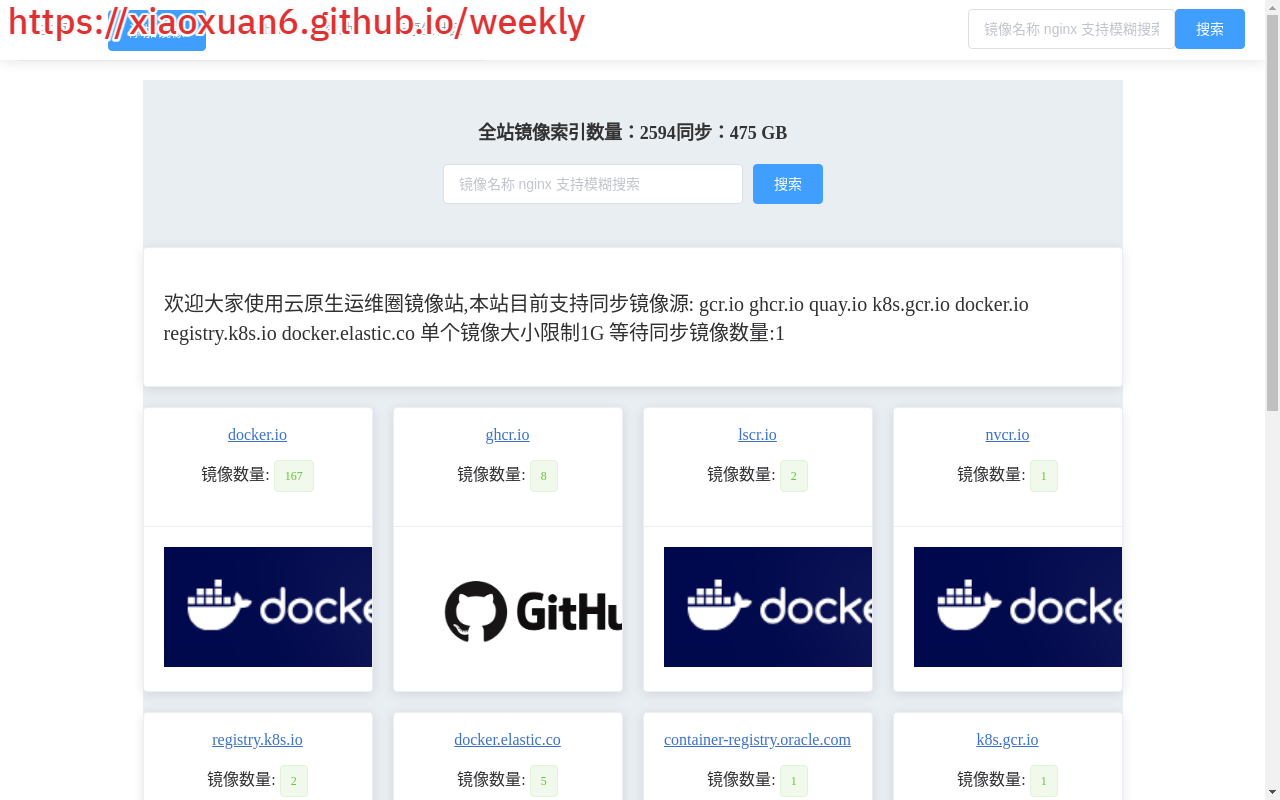 https://xiaoxuan6.github.io/weekly
镜像名称 nginx 支持模糊搜索
搜索
全站镜像索引数量：2594同步：475 GB
镜像名称 nginx 支持模糊搜索
搜索
欢迎大家使用云原生运维圈镜像站,本站目前支持同步镜像源: gcr.io ghcr.io quay.io k8s.gcr.io docker.io
registry.k8s.io docker.elastic.co 单个镜像大小限制1G 等待同步镜像数量:1
docker.io
镜像数量: 167
docke
ghcr.io
镜像数量: 8
GitHu
lscr.io
镜像数量: 2
docke
nvcr.io
镜像数量: 1
docke
registry.k8s.io
镜像数量: 2
docker.elastic.co
镜像数量: 5
container-registry.oracle.com
镜像数量: 1
k8s.gcr.io
镜像数量: 1